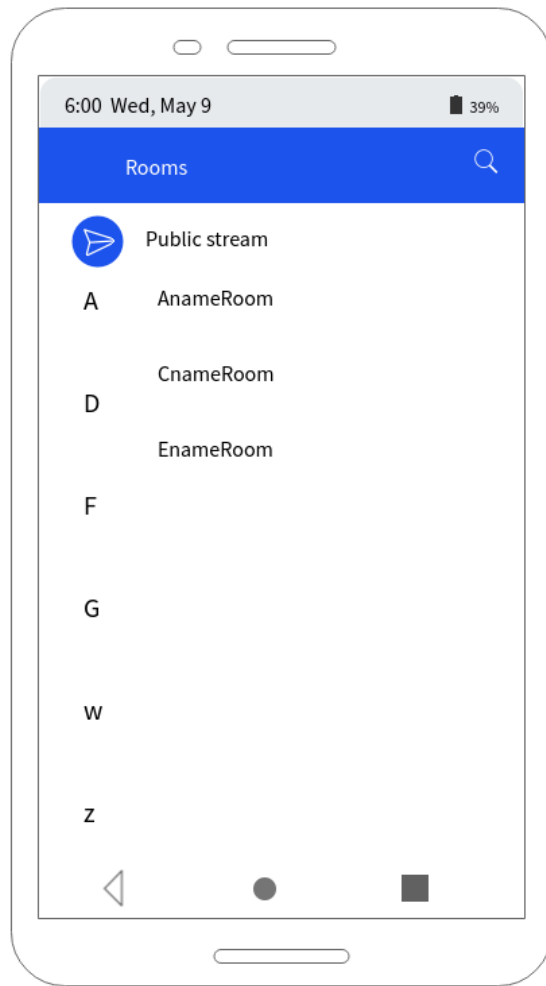 6:00 Wed, May 9 39%
Rooms
Public stream
A AnameRoom
CnameRoom
D
EnameRoom
F
G
w
z